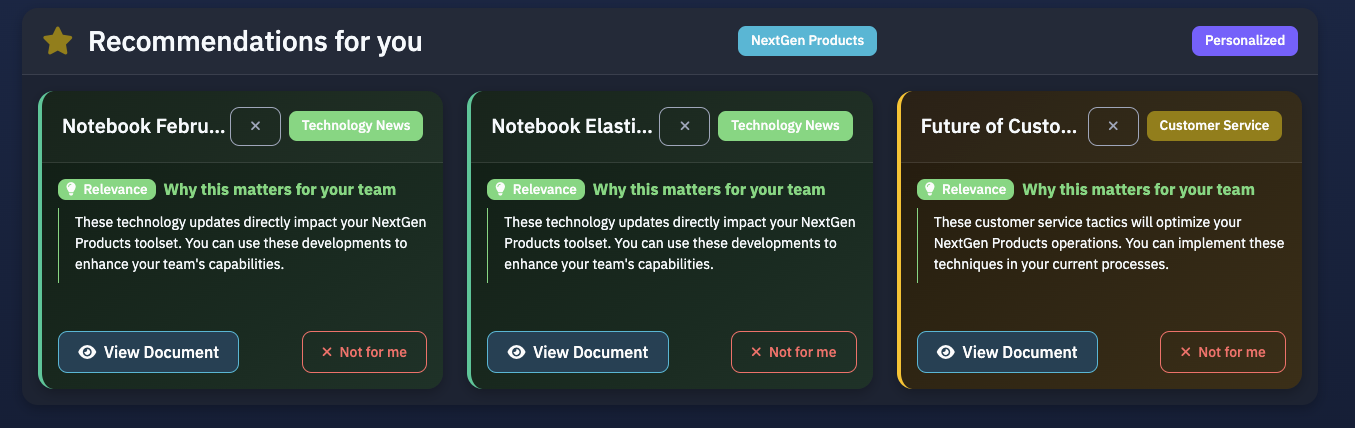 Recommendations for you
NextGen Products
Personalized
Notebook Febru...
×
Technology News
Relevance Why this matters for your team
These technology updates directly impact your NextGen
Products toolset. You can use these developments to
enhance your team's capabilities.
View Document
× Not for me
Notebook Elasti...
×
Technology News
Relevance Why this matters for your team
These technology updates directly impact your NextGen
Products toolset. You can use these developments to
enhance your team's capabilities.
View Document
× Not for me
Future of Custo...
×
Customer Service
Relevance Why this matters for your team
These customer service tactics will optimize your
NextGen Products operations. You can implement these
techniques in your current processes.
View Document
× Not for me